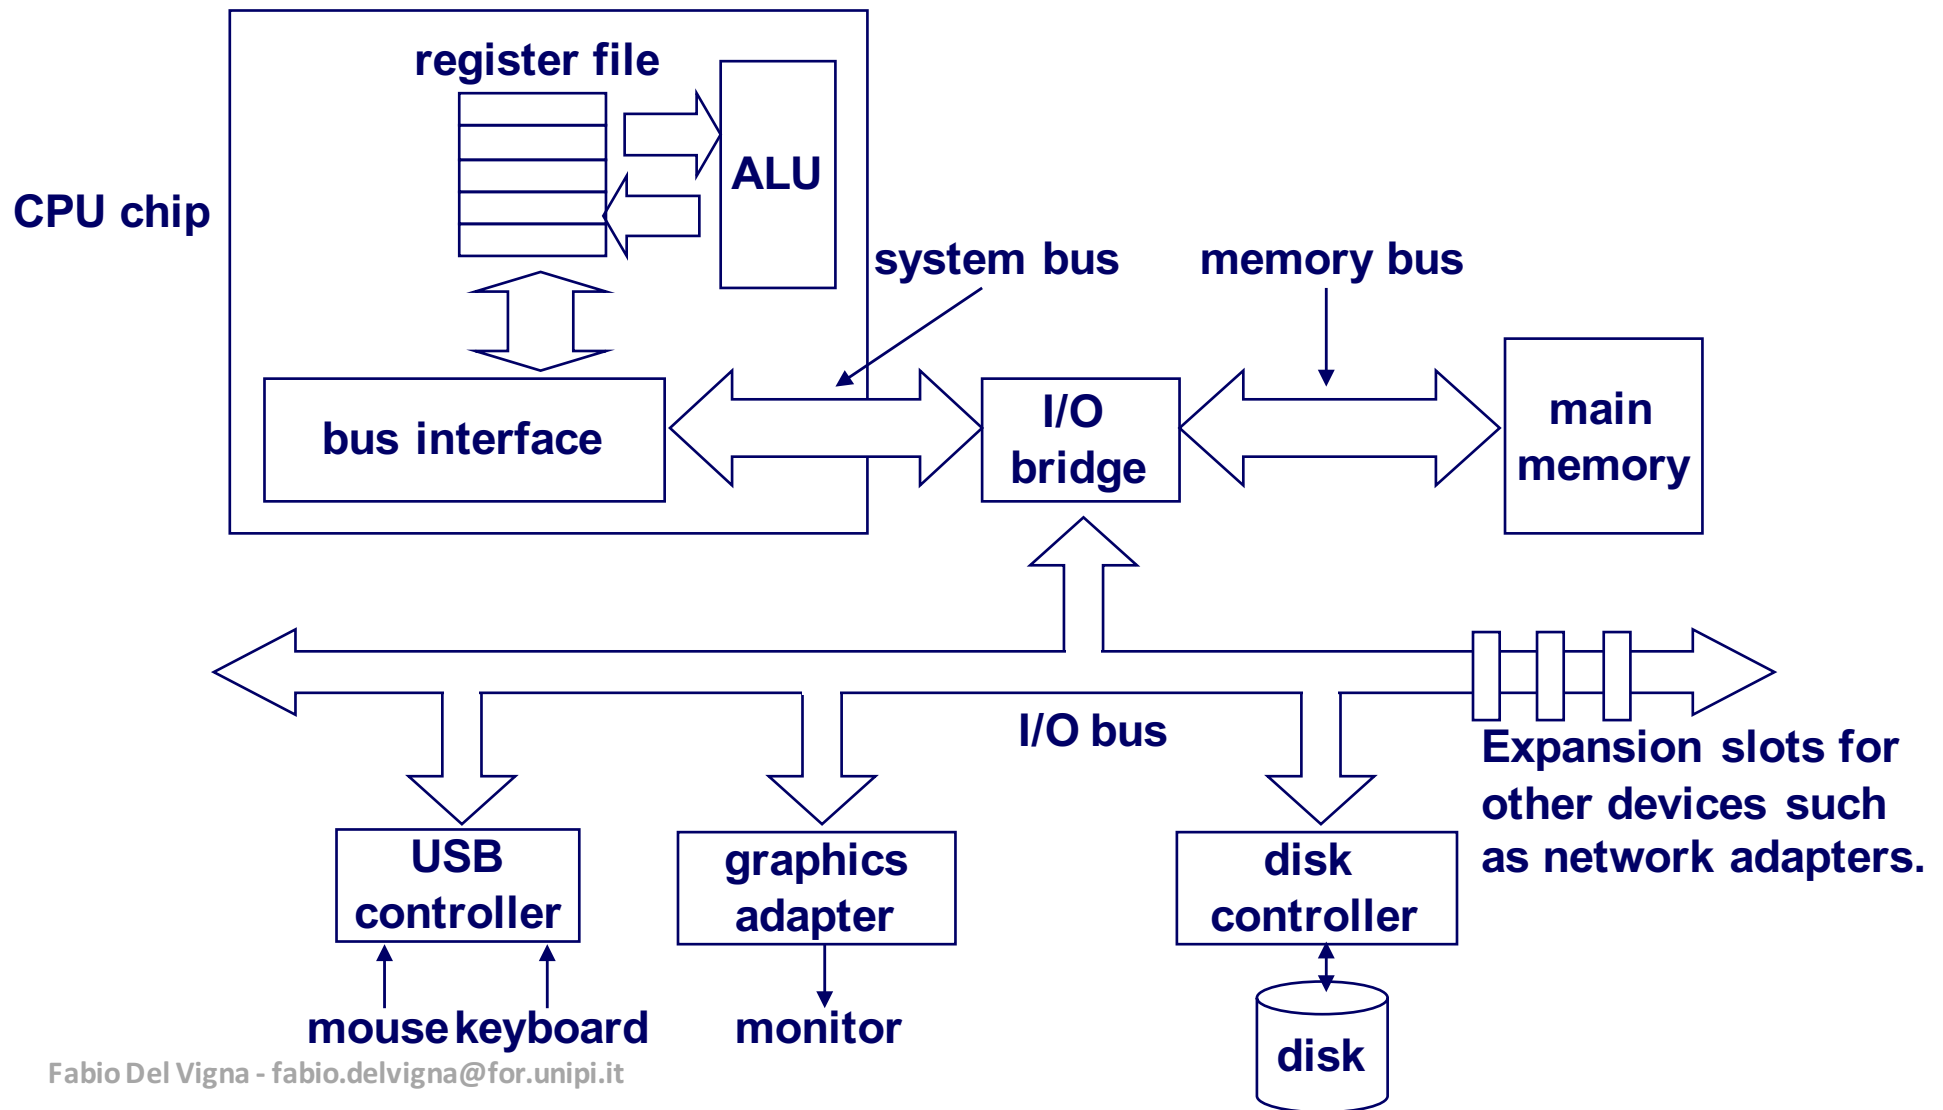 register file
ALU
CPU chip
system bus
memory bus
bus interface
I/O
bridge
main
memory
I/O bus
Expansion slots for
other devices such
as network adapters.
USB
controller
graphics
adapter
disk
controller
mouse keyboard
monitor
disk
Fabio Del Vigna - fabio.delvigna@for.unipi.it